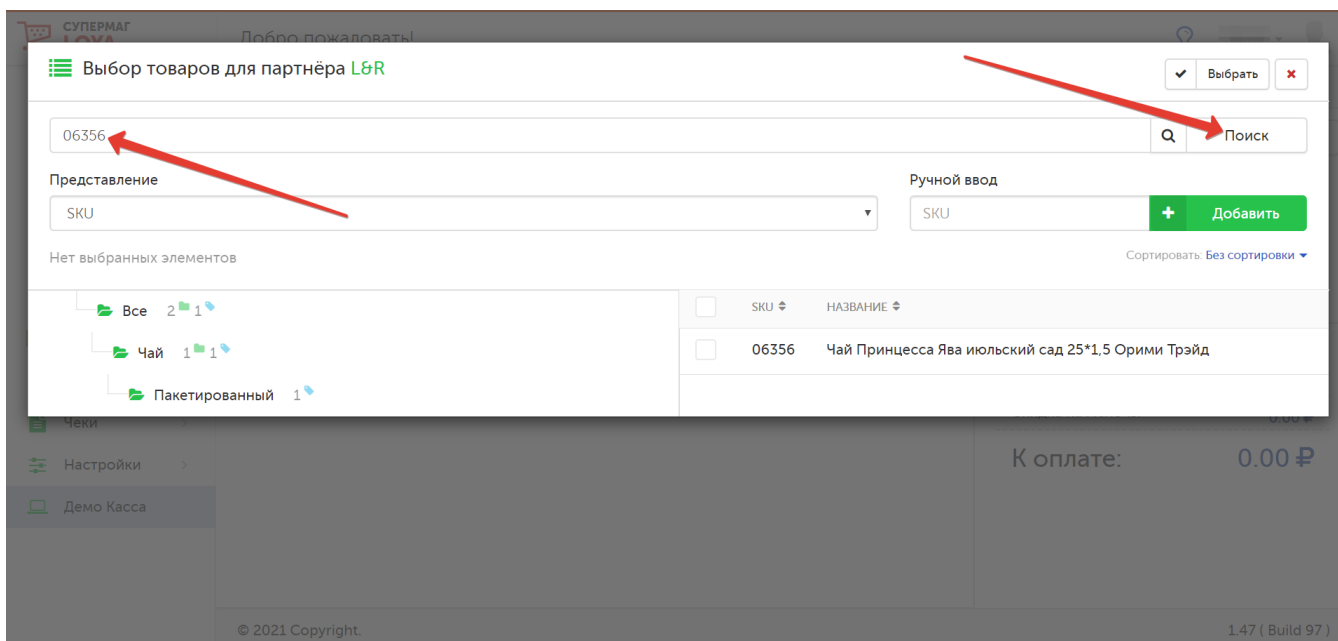 СУПЕРМАГ
LOYA
Добро пожаловать!
Выбор товаров для партнёра L&R
Выбрать
06356
Поиск
Представление
Ручной ввод
SKU
SKU
Добавить
Нет выбранных элементов
Сортировать: Без сортировки
Все 2 1
SKU НАЗВАНИЕ
Чай 1 1
06356 Чай Принцесса Ява июльский сад 25*1,5 Орими Трэйд
Пакетированный 1
Чеки
0.00 ₽
Настройки
К оплате: 0.00 ₽
Демо Касса
© 2021 Copyright.
1.47 ( Build 97 )